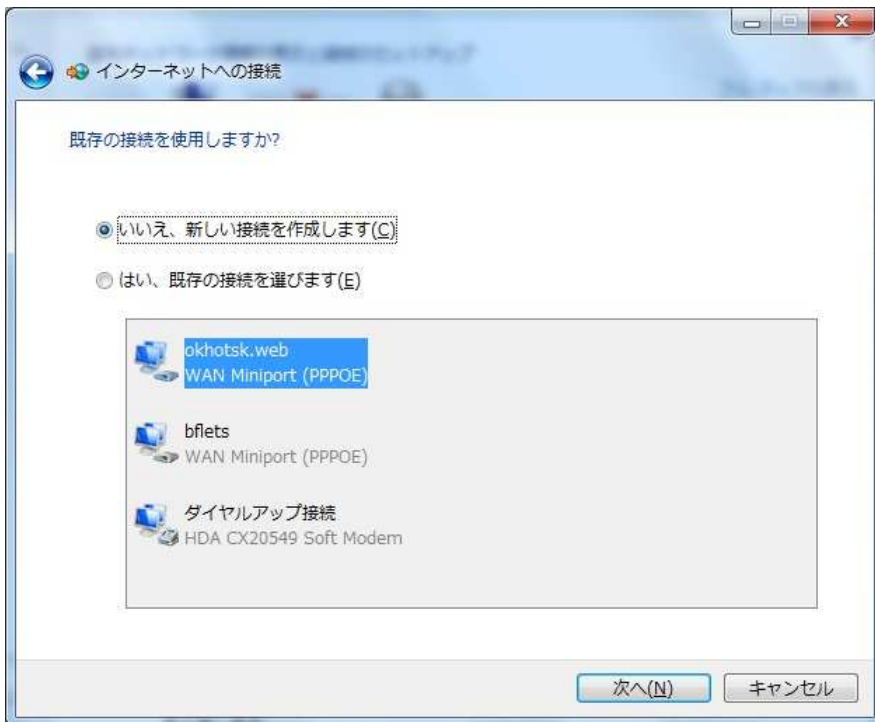 インターネットへの接続
既存の接続を使用しますか?
いいえ、新しい接続を作成します(C)
はい、既存の接続を選びます(E)
okhotsk.web
WAN Miniport (PPPOE)
bflets
WAN Miniport (PPPOE)
ダイヤルアップ接続
HDA CX20549 Soft Modem
次へ(N)
キャンセル